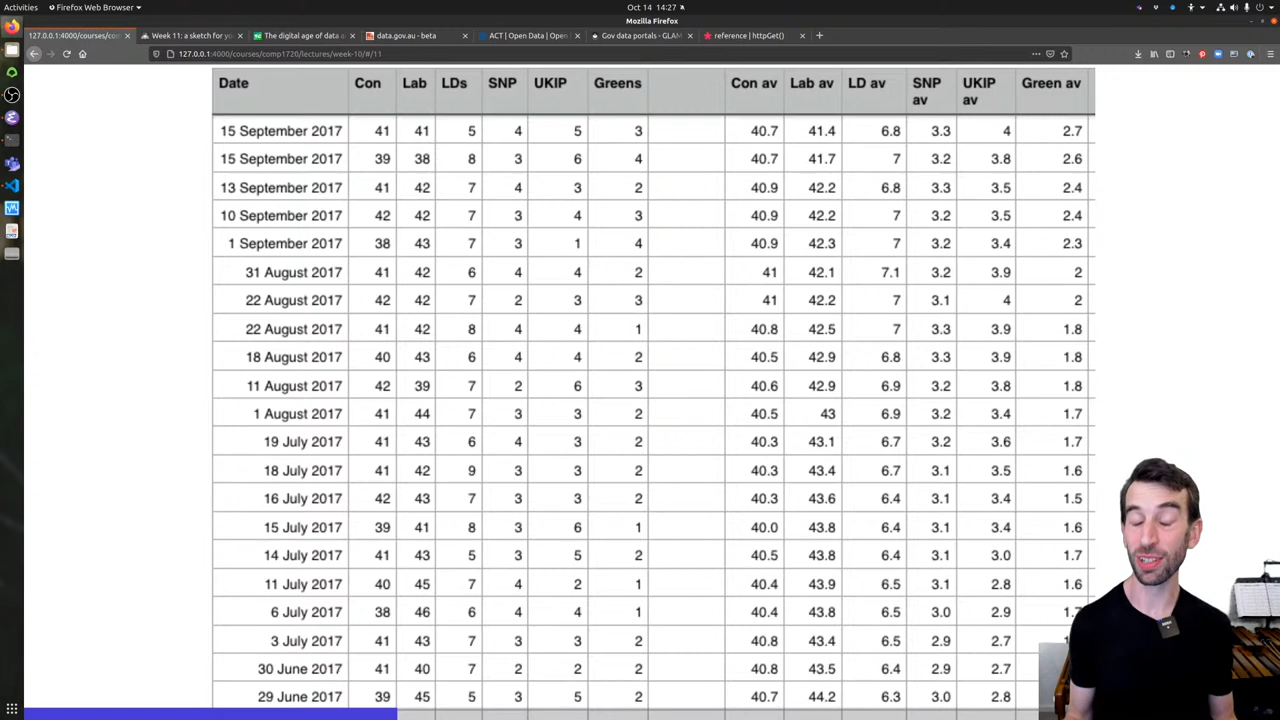 Activities Firefox Web Browser Oct 14 14:27
Mozilla Firefox
127.0.0.1:4000/courses/com Week 11: a sketch for yo The digital age of data a data.gov.au - beta ACT | Open Data | Open Gov data portals - GLAM reference | httpGet()
127.0.0.1:4000/courses/comp1720/lectures/week-10/#/11
Date Con Lab LDs SNP UKIP Greens Con av Lab av LD av SNP av UKIP av Green av
15 September 2017 41 41 5 4 5 3 40.7 41.4 6.8 3.3 4 2.7
15 September 2017 39 38 8 3 6 4 40.7 41.7 7 3.2 3.8 2.6
13 September 2017 41 42 7 4 3 2 40.9 42.2 6.8 3.3 3.5 2.4
10 September 2017 42 42 7 3 4 3 40.9 42.2 7 3.2 3.5 2.4
1 September 2017 38 43 7 3 1 4 40.9 42.3 7 3.2 3.4 2.3
31 August 2017 41 42 6 4 4 2 41 42.1 7.1 3.2 3.9 2
22 August 2017 42 42 7 2 3 3 41 42.2 7 3.1 4 2
22 August 2017 41 42 8 4 4 1 40.8 42.5 7 3.3 3.9 1.8
18 August 2017 40 43 6 4 4 2 40.5 42.9 6.8 3.3 3.9 1.8
11 August 2017 42 39 7 2 6 3 40.6 42.9 6.9 3.2 3.8 1.8
1 August 2017 41 44 7 3 3 2 40.5 43 6.9 3.2 3.4 1.7
19 July 2017 41 43 6 4 3 2 40.3 43.1 6.7 3.2 3.6 1.7
18 July 2017 41 42 9 3 3 2 40.3 43.4 6.7 3.1 3.5 1.6
16 July 2017 42 43 7 3 3 2 40.3 43.6 6.4 3.1 3.4 1.5
15 July 2017 39 41 8 3 6 1 40.0 43.8 6.4 3.1 3.4 1.6
14 July 2017 41 43 5 3 5 2 40.5 43.8 6.4 3.1 3.0 1.7
11 July 2017 40 45 7 4 2 1 40.4 43.9 6.5 3.1 2.8 1.6
6 July 2017 38 46 6 4 4 1 40.4 43.8 6.5 3.0 2.9
3 July 2017 41 43 7 3 3 2 40.8 43.4 6.5 2.9 2.7
30 June 2017 41 40 7 2 2 2 40.8 43.5 6.4 2.9 2.7
29 June 2017 39 45 5 3 5 2 40.7 44.2 6.3 3.0 2.8